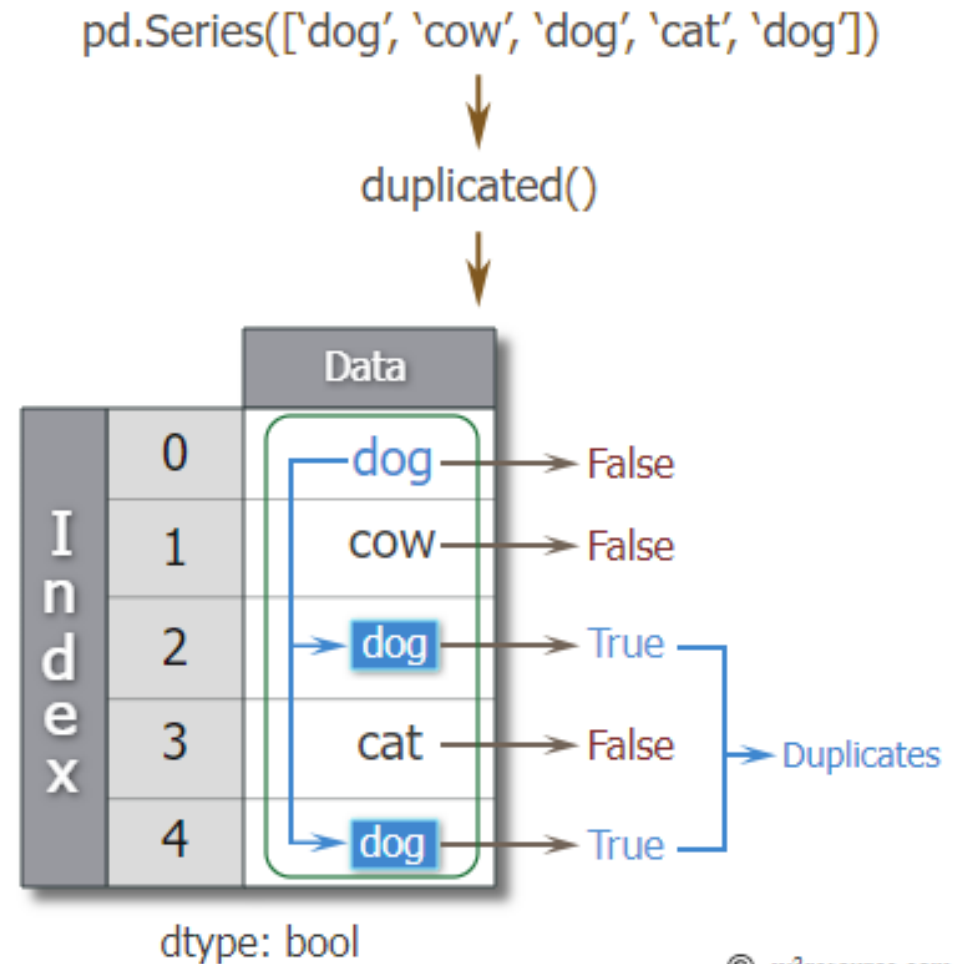 pd.Series([‘dog’, ‘cow’, ‘dog’, ‘cat’, ‘dog’])
duplicated()
Data
Index
0 dog False
1 cow False
2 dog True
3 cat False
Duplicates
4 dog True
dtype: bool
©